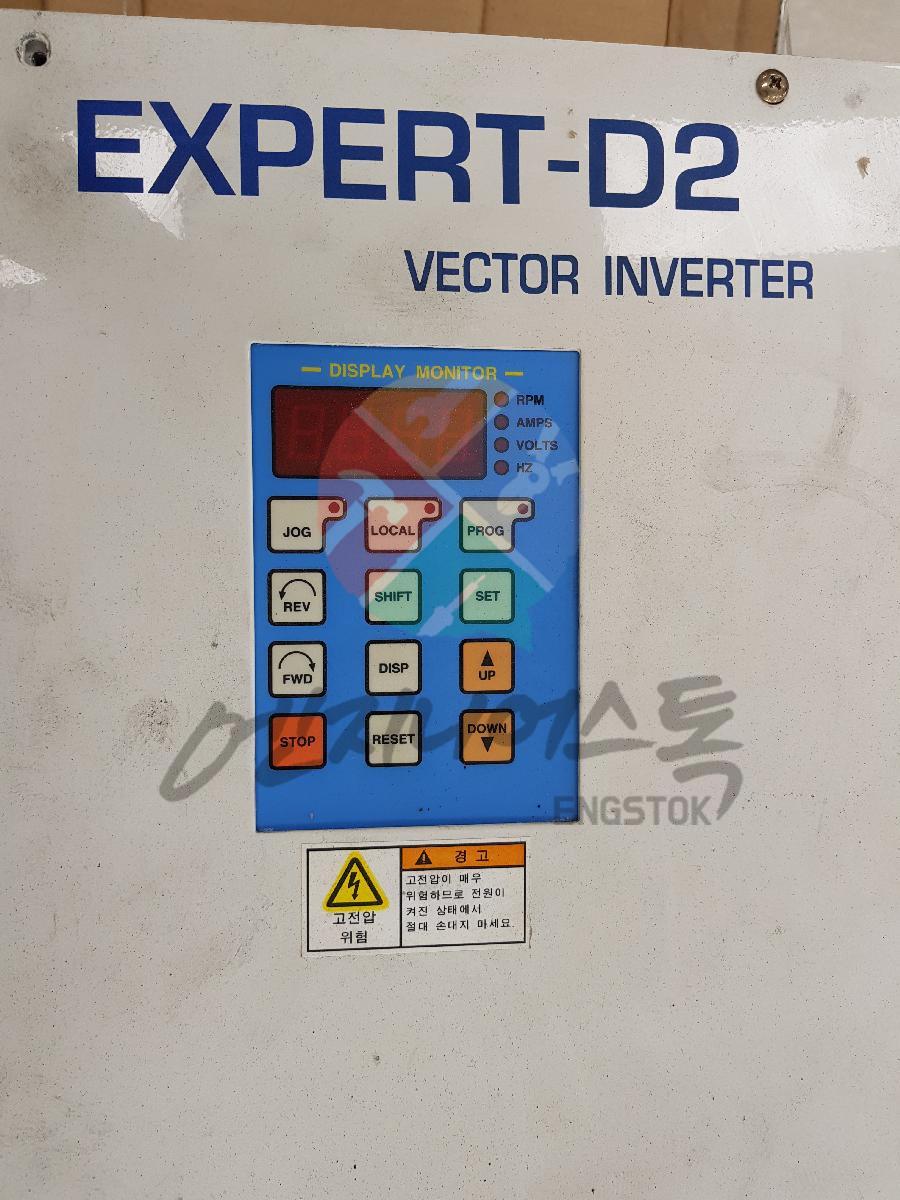 EXPERT-D2
VECTOR INVERTER
DISPLAY MONITOR
RPM
AMPS
VOLTS
HZ
JOG LOCAL PROG
REV SHIFT SET
FWD DISP UP
STOP RESET DOWN
엔지니어스톡
ENGSTOK
고전압
위험
경고
고전압이 매우
위험하므로 전원이
켜진 상태에서
절대 손대지 마세요.